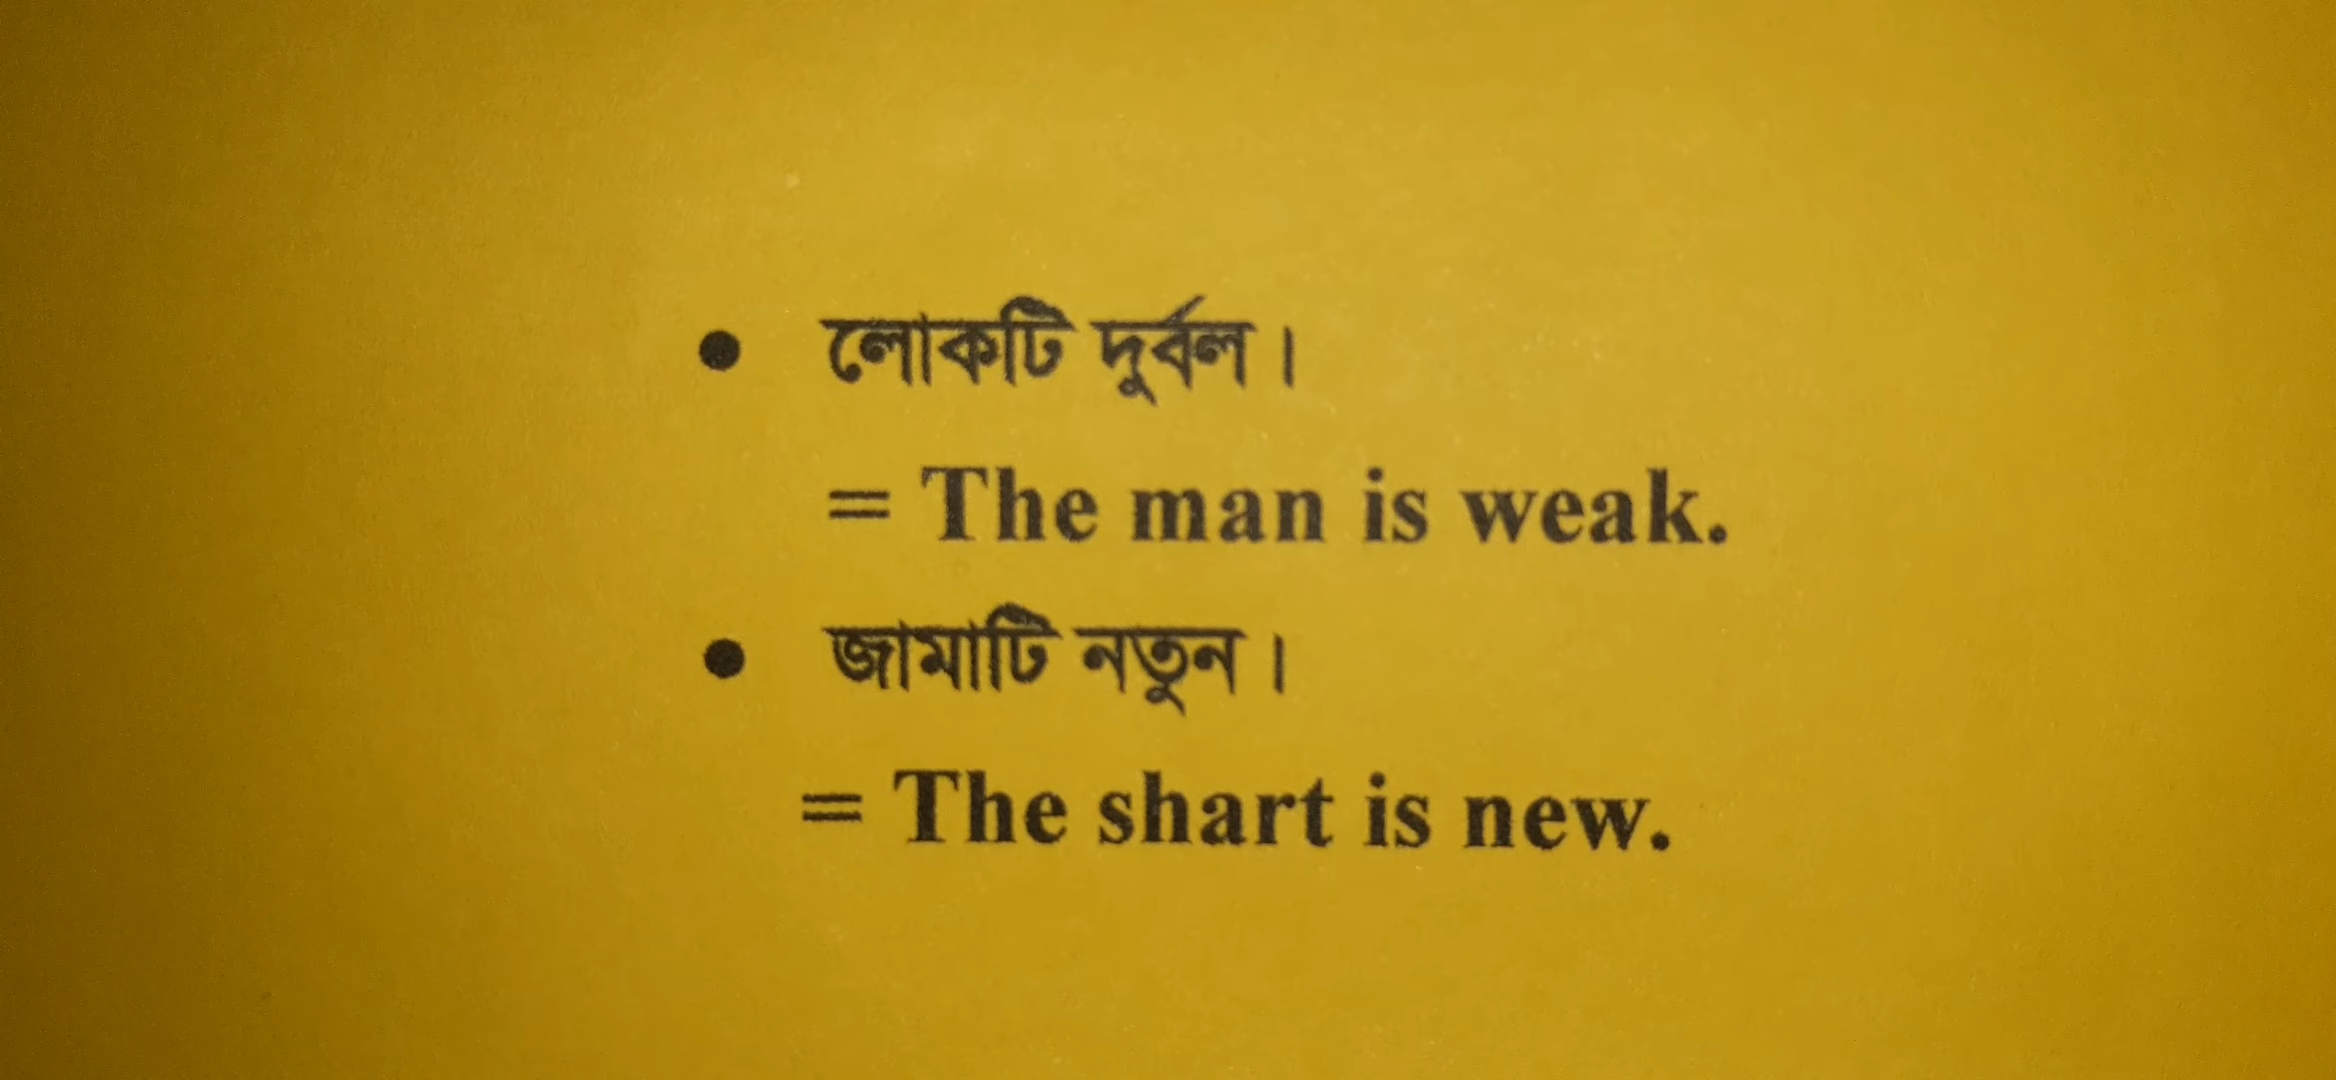 • লোকটি দুর্বল।
= The man is weak.
• জামাটি নতুন।
= The shart is new.